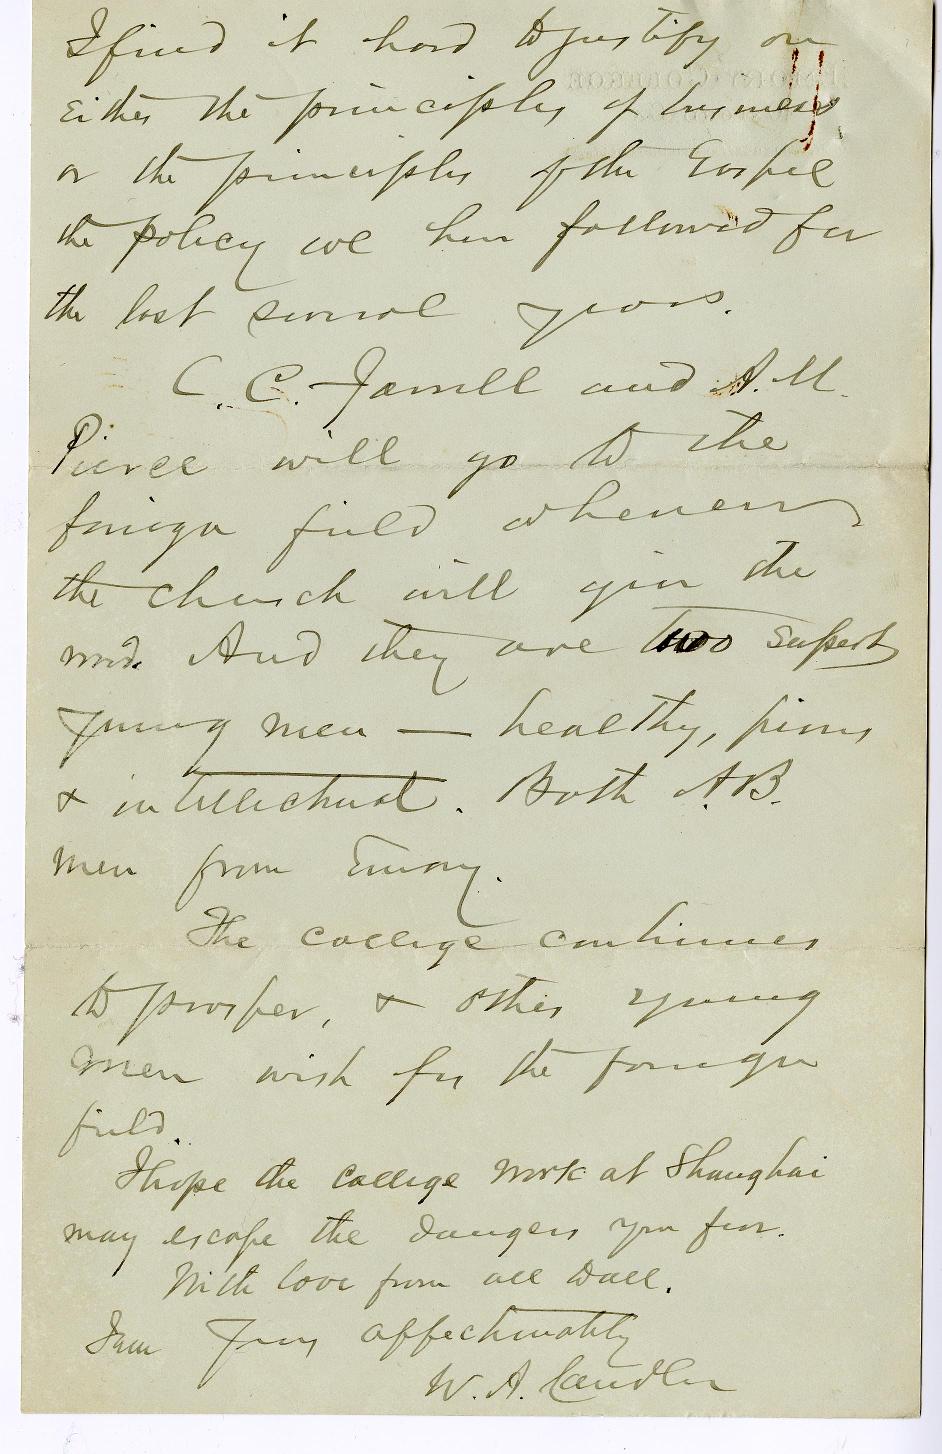 I find it hard to justify on
either the principles of business
or the principles of the Gospel
the policy we have followed for
the last several years.
C. C. Jarrell and A. M.
Pierce will go to the
foreign field whenever
the church will give the
word. And they are two superb
young men — healthy, pious
& intellectual. Both A.B.
men from Emory.
The college continues
to prosper, & other young
men wish for the foreign
field.
I hope the college work at Shanghai
may escape the dangers you fear.
With love from all to all.
I am Yours affectionately
W. A. Candler